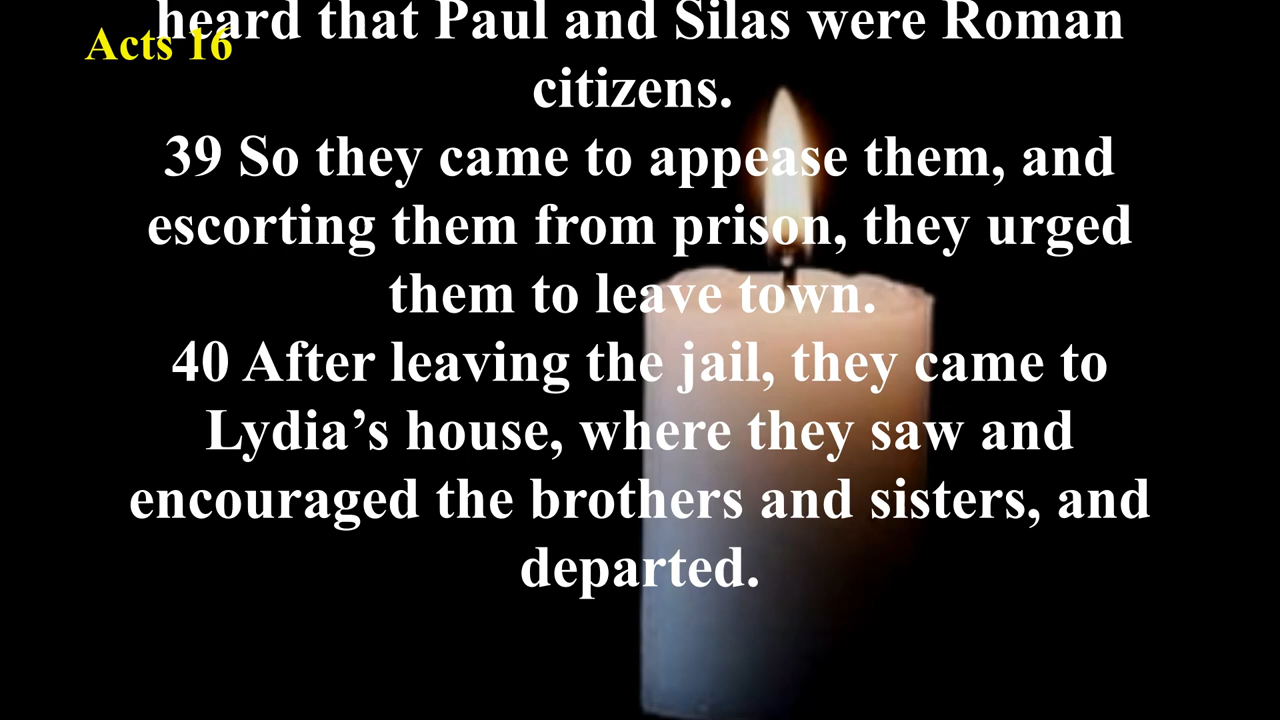 heard that Paul and Silas were Roman
Acts 16
citizens.
39 So they came to appease them, and
escorting them from prison, they urged
them to leave town.
40 After leaving the jail, they came to
Lydia’s house, where they saw and
encouraged the brothers and sisters, and
departed.